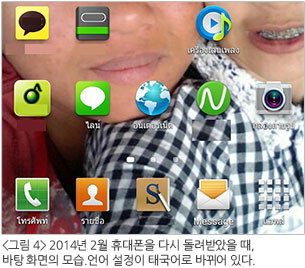 เครื่องเล่นเพลง
ไลน์
อินเตอร์เน็ต
กล้องถ่ายรูป
โทรศัพท์
รายชื่อ
S
Message
<그림 4> 2014년 2월 휴대폰을 다시 돌려받았을 때,
바탕 화면의 모습.언어 설정이 태국어로 바뀌어 있다.